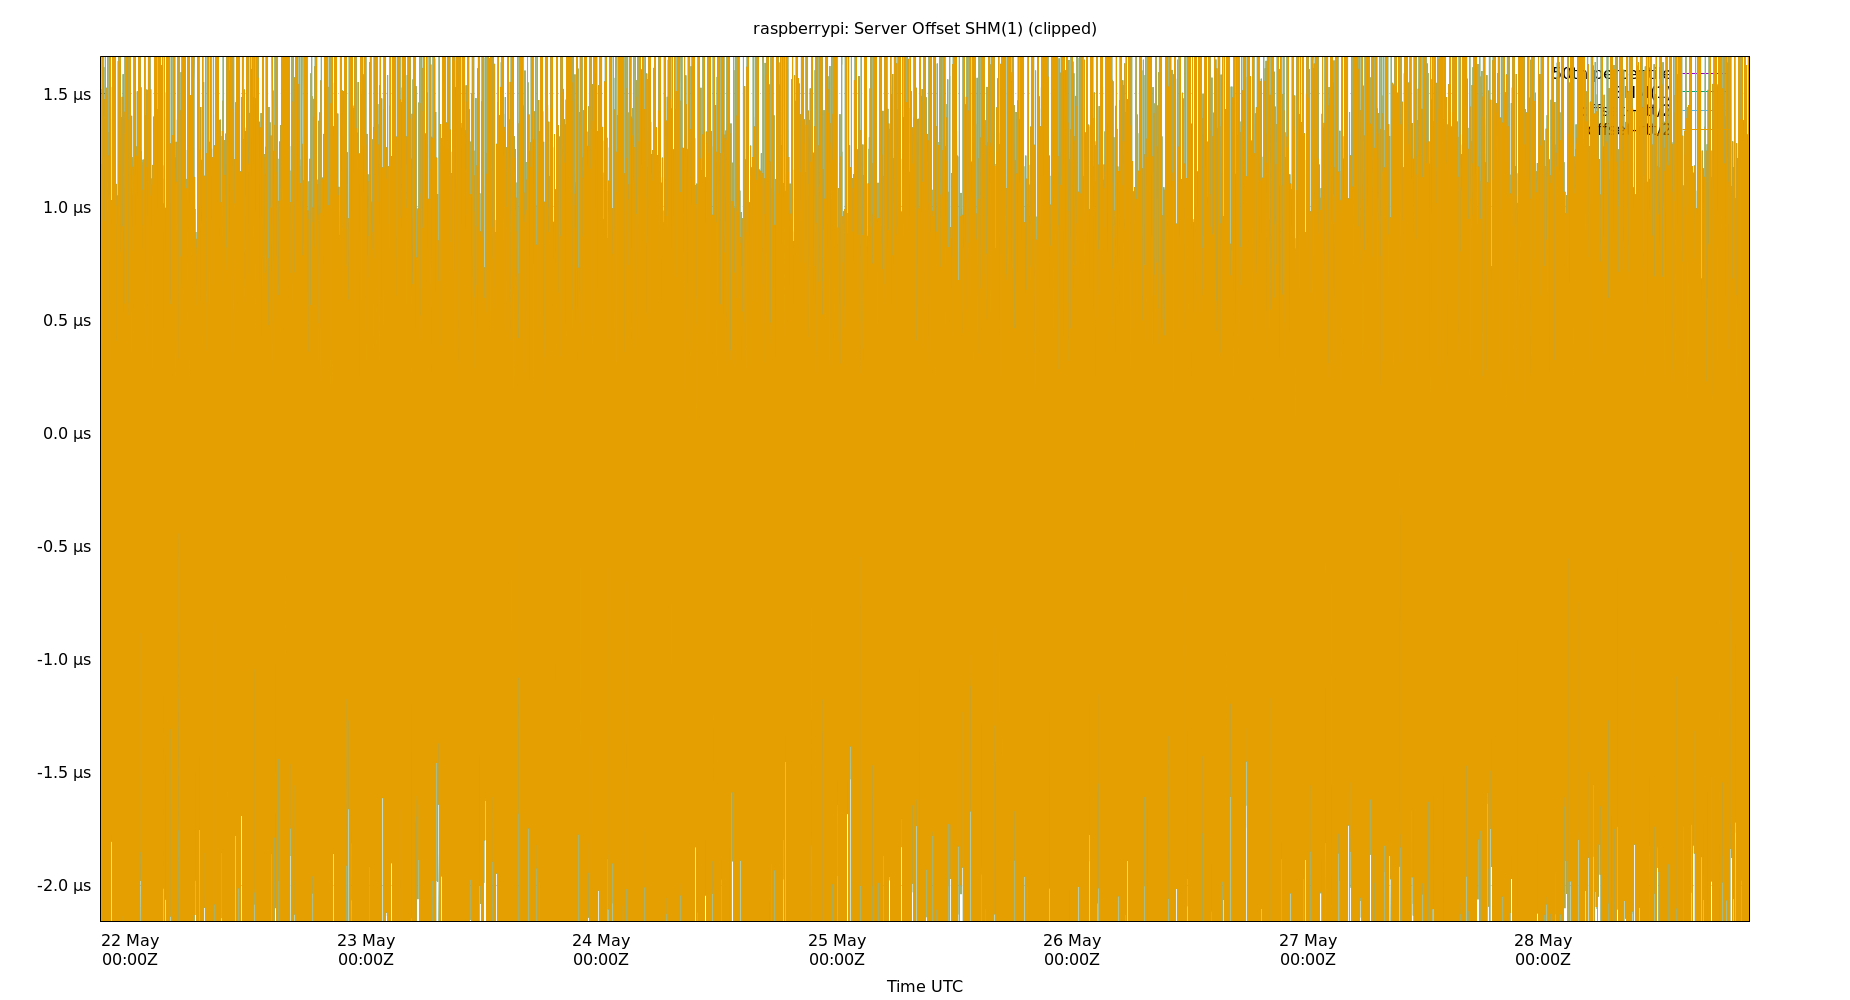 raspberrypi: Server Offset SHM(1) (clipped)
1.5 µs
1.0 µs
0.5 µs
0.0 µs
-0.5 µs
-1.0 µs
-1.5 µs
-2.0 µs
22 May 23 May 24 May 25 May 26 May 27 May 28 May
00:00Z 00:00Z 00:00Z 00:00Z 00:00Z 00:00Z 00:00Z
Time UTC